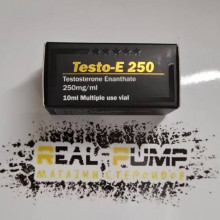 Testo-E 250
Testosterone Enanthate
250mg/ml
10ml Multiple use vial
REAL PUMP
МАГАЗИН СТЕРОИДОВ